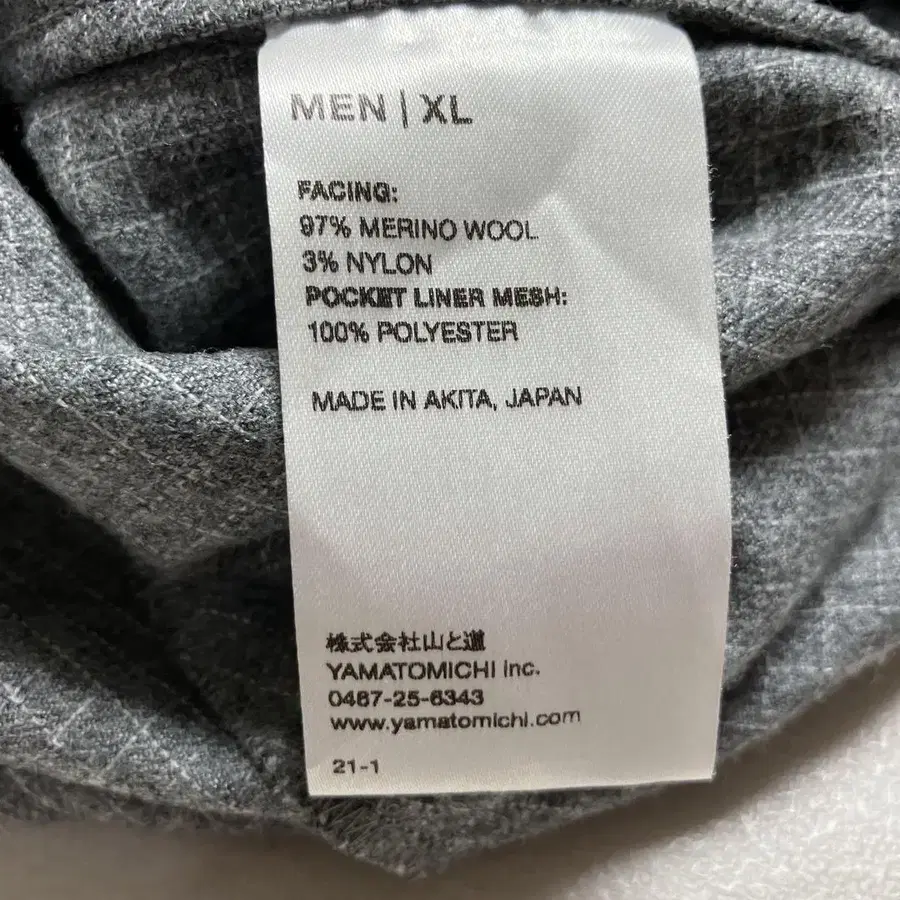 MEN | XL
FACING:
97% MERINO WOOL
3% NYLON
POCKET LINER MESH:
100% POLYESTER
MADE IN AKITA, JAPAN
株式会社山と道
YAMATOMICHI Inc.
0467-25-6343
www.yamatomichi.com
21-1